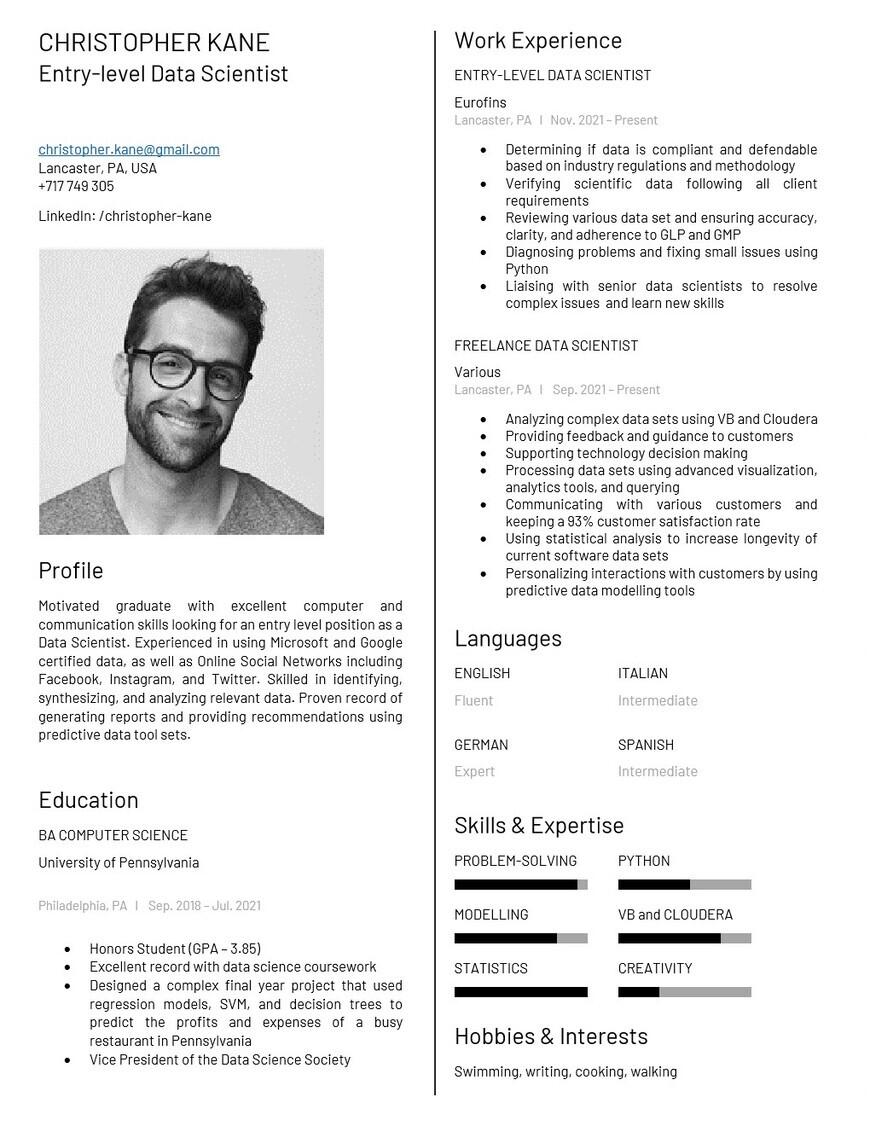 CHRISTOPHER KANE
Entry-level Data Scientist
christopher.kane@gmail.com
Lancaster, PA, USA
+717 749 305
LinkedIn: /christopher-kane
Profile
Motivated graduate with excellent computer and
communication skills looking for an entry level position as a
Data Scientist. Experienced in using Microsoft and Google
certified data, as well as Online Social Networks including
Facebook, Instagram, and Twitter. Skilled in identifying,
synthesizing, and analyzing relevant data. Proven record of
generating reports and providing recommendations using
predictive data tool sets.
Education
BA COMPUTER SCIENCE
University of Pennsylvania
Philadelphia, PA | Sep. 2018 – Jul. 2021
• Honors Student (GPA – 3.85)
• Excellent record with data science coursework
• Designed a complex final year project that used
regression models, SVM, and decision trees to
predict the profits and expenses of a busy
restaurant in Pennsylvania
• Vice President of the Data Science Society
Work Experience
ENTRY-LEVEL DATA SCIENTIST
Eurofins
Lancaster, PA | Nov. 2021 – Present
• Determining if data is compliant and defendable
based on industry regulations and methodology
• Verifying scientific data following all client
requirements
• Reviewing various data set and ensuring accuracy,
clarity, and adherence to GLP and GMP
• Diagnosing problems and fixing small issues using
Python
• Liaising with senior data scientists to resolve
complex issues and learn new skills
FREELANCE DATA SCIENTIST
Various
Lancaster, PA | Sep. 2021 – Present
• Analyzing complex data sets using VB and Cloudera
• Providing feedback and guidance to customers
• Supporting technology decision making
• Processing data sets using advanced visualization,
analytics tools, and querying
• Communicating with various customers and
keeping a 93% customer satisfaction rate
• Using statistical analysis to increase longevity of
current software data sets
• Personalizing interactions with customers by using
predictive data modelling tools
Languages
ENGLISH ITALIAN
Fluent Intermediate
GERMAN SPANISH
Expert Intermediate
Skills & Expertise
PROBLEM-SOLVING PYTHON
MODELLING VB and CLOUDERA
STATISTICS CREATIVITY
Hobbies & Interests
Swimming, writing, cooking, walking